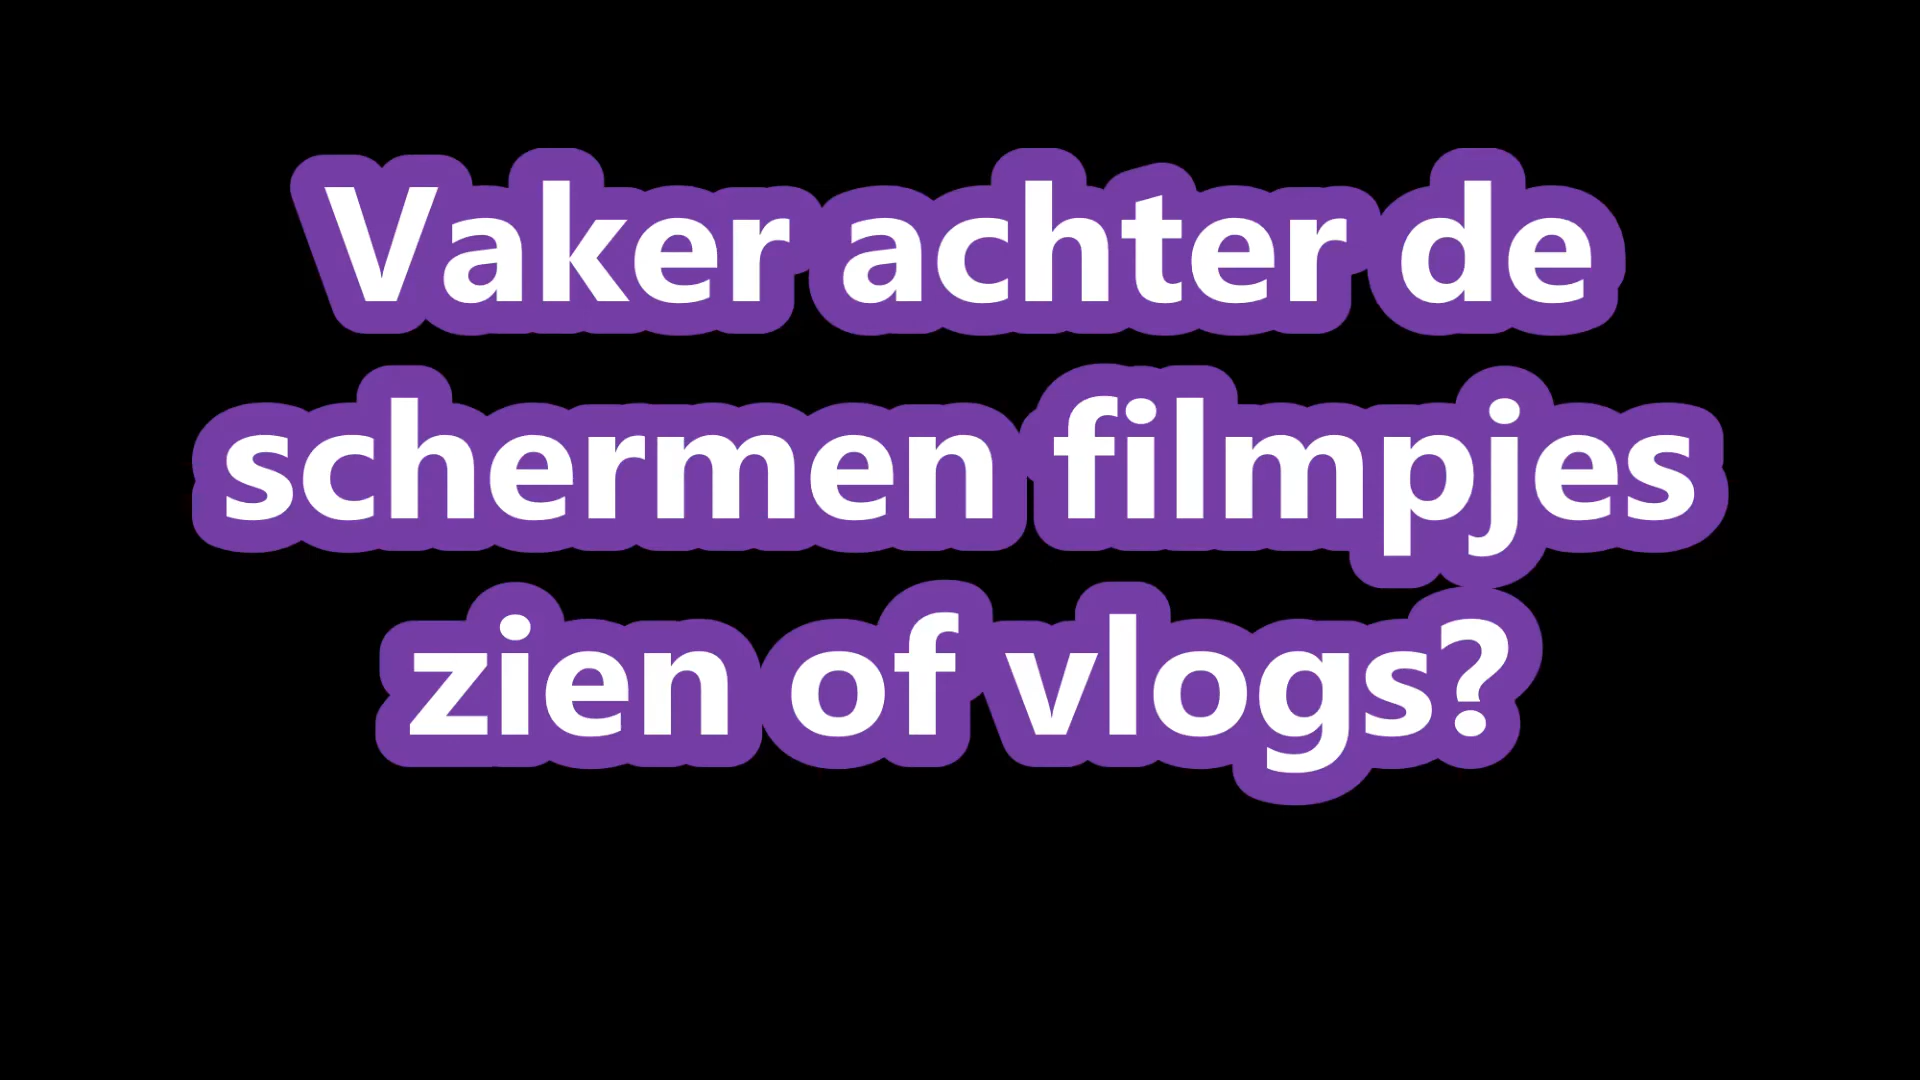 Vaker achter de
schermen filmpjes
zien of vlogs?